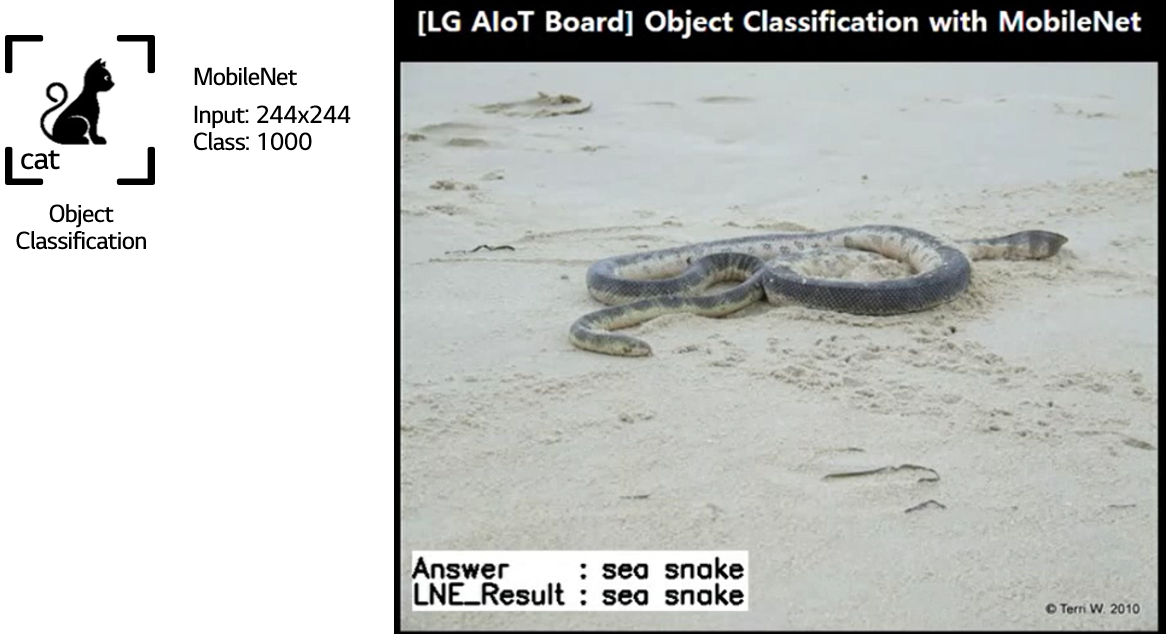 cat
Object
Classification
MobileNet
Input: 244x244
Class: 1000
[LG AIoT Board] Object Classification with MobileNet
Answer : sea snake
LNE_Result : sea snake
© Terri W. 2010